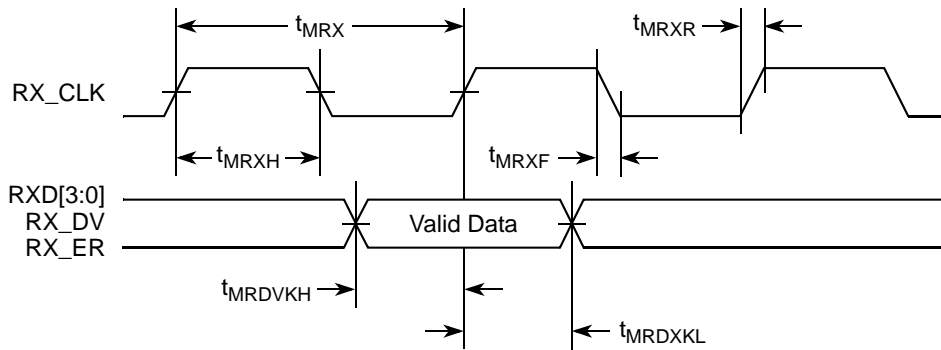 tMRX
tMRXR
RX_CLK
tMRXH
tMRXF
RXD[3:0]
RX_DV
RX_ER
Valid Data
tMRDVKH
tMRDXKL